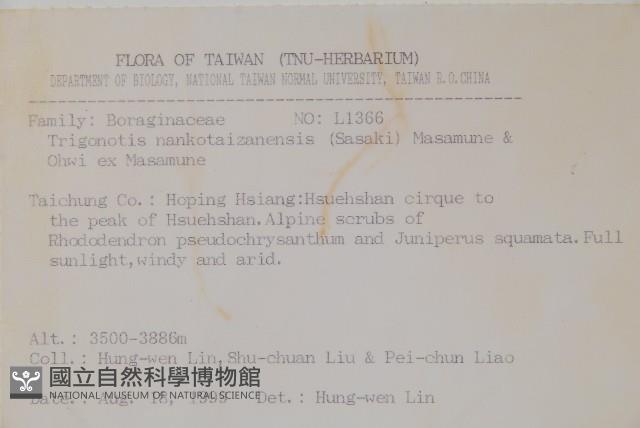 FLORA OF TAIWAN (TNU-HERBARIUM)
DEPARTMENT OF BIOLOGY, NATIONAL TAIWAN NORMAL UNIVERSITY, TAIWAN R.O.CHINA
Family: Boraginaceae NO: L1366
Trigonotis nankotaizanensis (Sasaki) Masamune &
Ohwi ex Masamune
Taichung Co.: Hoping Hsiang:Hsuehshan cirque to
the peak of Hsuehshan.Alpine scrubs of
Rhododendron pseudochrysanthum and Juniperus squamata.Full
sunlight,windy and arid.
Alt.: 3500-3886m
Coll.: Hung-wen Lin,Shu-chuan Liu & Pei-chun Liao
國立自然科學博物館
NATIONAL MUSEUM OF NATURAL SCIENCE
Date.: Aug. 18, 1999 Det.: Hung-wen Lin